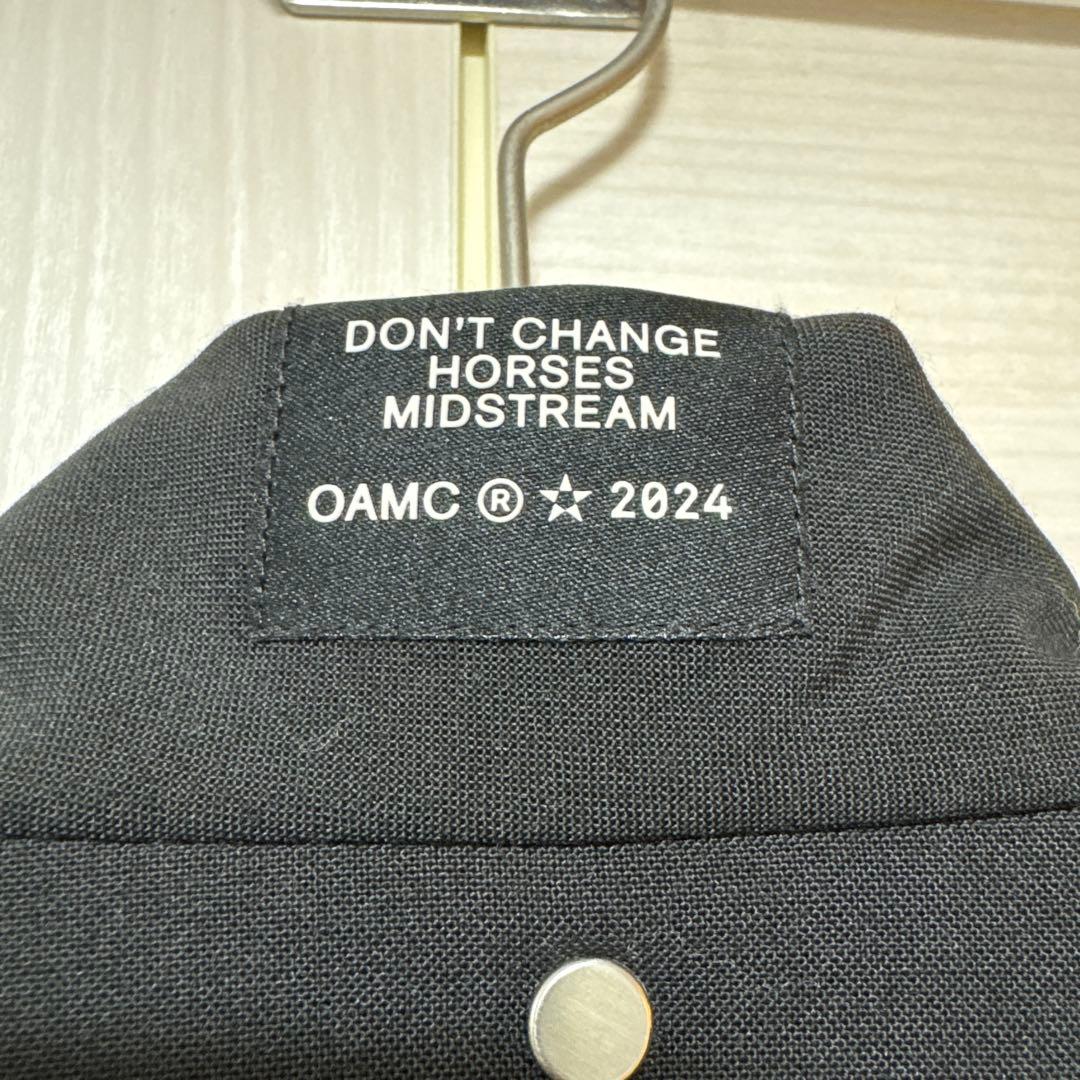 DON'T CHANGE
HORSES
MIDSTREAM
OAMC ® ☆ 2024